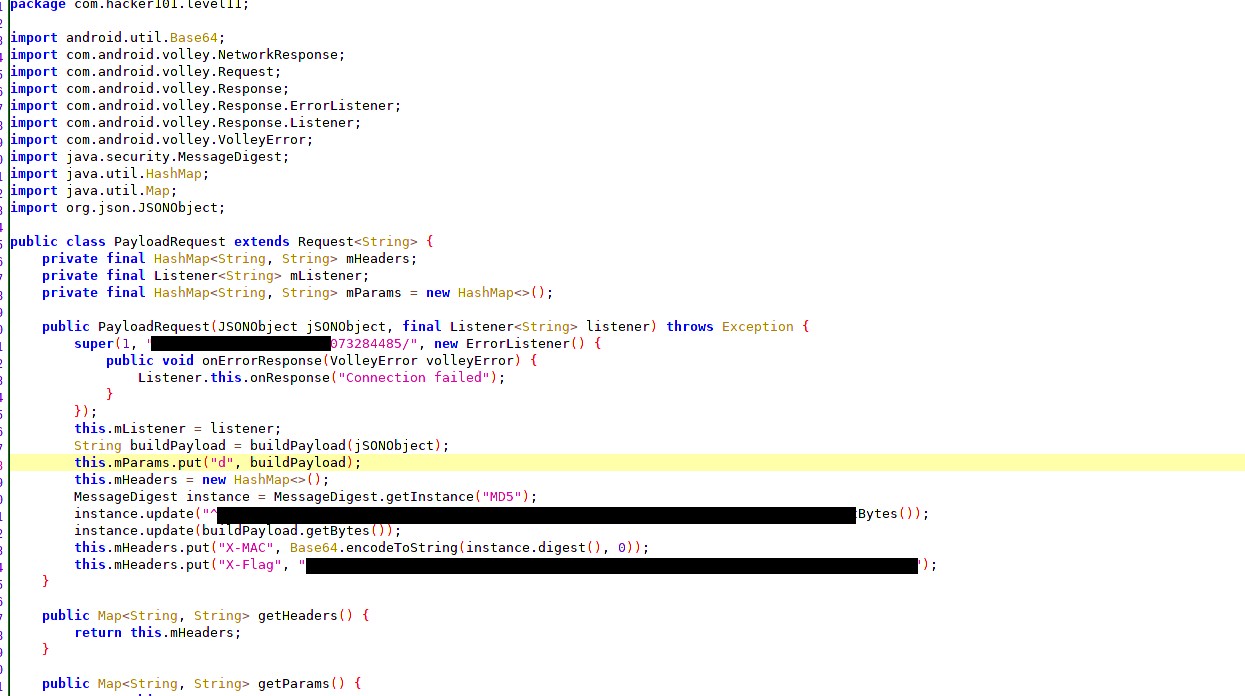 package com.hacker101.level11;
import android.util.Base64;
import com.android.volley.NetworkResponse;
import com.android.volley.Request;
import com.android.volley.Response;
import com.android.volley.Response.ErrorListener;
import com.android.volley.Response.Listener;
import com.android.volley.VolleyError;
import java.security.MessageDigest;
import java.util.HashMap;
import java.util.Map;
import org.json.JSONObject;
public class PayloadRequest extends Request<String> {
private final HashMap<String, String> mHeaders;
private final Listener<String> mListener;
private final HashMap<String, String> mParams = new HashMap<>();
public PayloadRequest(JSONObject jSONObject, final Listener<String> listener) throws Exception {
super(1, "073284485/", new ErrorListener() {
public void onErrorResponse(VolleyError volleyError) {
Listener.this.onResponse("Connection failed");
}
});
this.mListener = listener;
String buildPayload = buildPayload(jSONObject);
this.mParams.put("d", buildPayload);
this.mHeaders = new HashMap<>();
MessageDigest instance = MessageDigest.getInstance("MD5");
instance.update("^Bytes());
instance.update(buildPayload.getBytes());
this.mHeaders.put("X-MAC", Base64.encodeToString(instance.digest(), 0));
this.mHeaders.put("X-Flag", "");
}
public Map<String, String> getHeaders() {
return this.mHeaders;
}
public Map<String, String> getParams() {